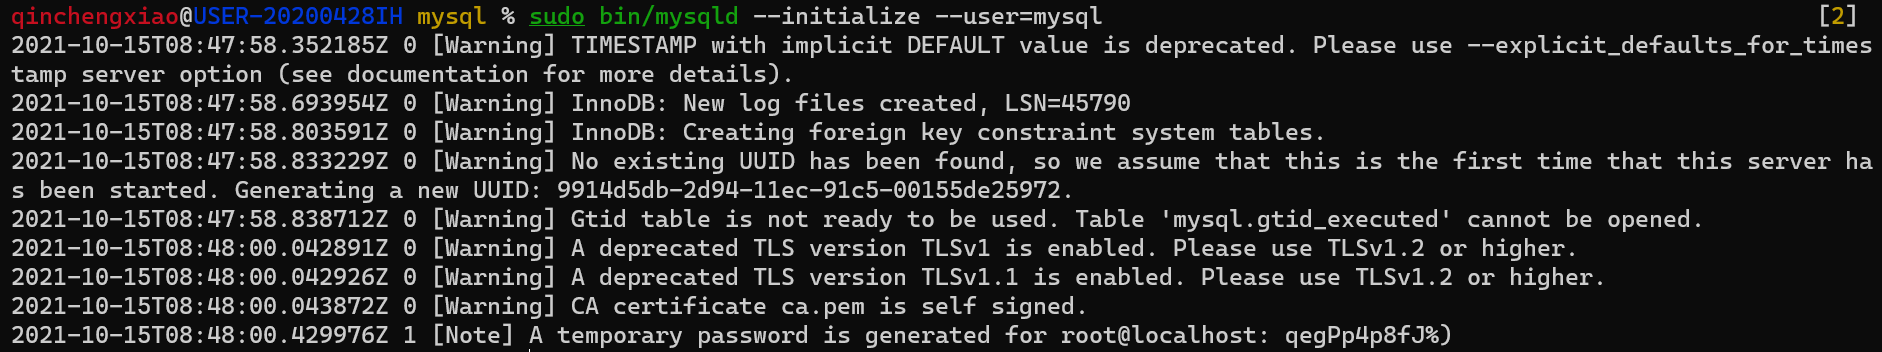 qinchengxiao@USER-20200428IH mysql % sudo bin/mysqld --initialize --user=mysql [2]
2021-10-15T08:47:58.352185Z 0 [Warning] TIMESTAMP with implicit DEFAULT value is deprecated. Please use --explicit_defaults_for_times
tamp server option (see documentation for more details).
2021-10-15T08:47:58.693954Z 0 [Warning] InnoDB: New log files created, LSN=45790
2021-10-15T08:47:58.803591Z 0 [Warning] InnoDB: Creating foreign key constraint system tables.
2021-10-15T08:47:58.833229Z 0 [Warning] No existing UUID has been found, so we assume that this is the first time that this server ha
s been started. Generating a new UUID: 9914d5db-2d94-11ec-91c5-00155de25972.
2021-10-15T08:47:58.838712Z 0 [Warning] Gtid table is not ready to be used. Table 'mysql.gtid_executed' cannot be opened.
2021-10-15T08:48:00.042891Z 0 [Warning] A deprecated TLS version TLSv1 is enabled. Please use TLSv1.2 or higher.
2021-10-15T08:48:00.042926Z 0 [Warning] A deprecated TLS version TLSv1.1 is enabled. Please use TLSv1.2 or higher.
2021-10-15T08:48:00.043872Z 0 [Warning] CA certificate ca.pem is self signed.
2021-10-15T08:48:00.429976Z 1 [Note] A temporary password is generated for root@localhost: qegPp4p8fJ%)